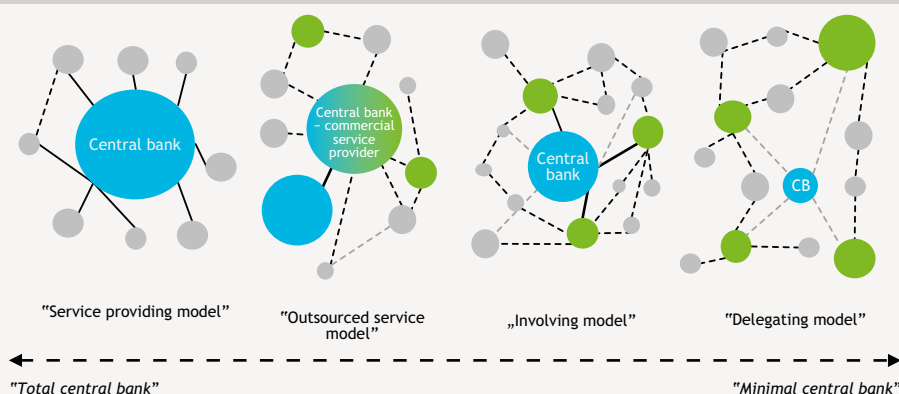 Central bank
Central bank
– commercial
service
provider
Central
bank
CB
‟Service providing model”
‟Outsourced service
model”
„Involving model”
‟Delegating model”
‟Total central bank”
‟Minimal central bank”